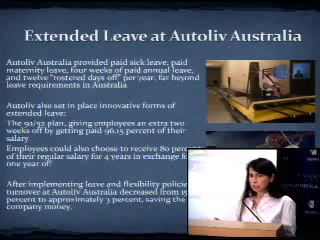 Extended Leave at Autoliv Australia
Autoliv Australia provided paid sick leave, paid
maternity leave, four weeks of paid annual leave,
and twelve "rostered days off" per year, far beyond
leave requirements in Australia
Autoliv also set in place innovative forms of
extended leave:
The 50/52 plan, giving employees an extra two
weeks off by getting paid 96.15 percent of their
salary
Employees could also choose to receive 80 perce
of their regular salary for 4 years in exchange fo
one year off
After implementing leave and flexibility policie
turnover at Autoliv Australia decreased from 15
percent to approximately 3 percent, saving the
company money.